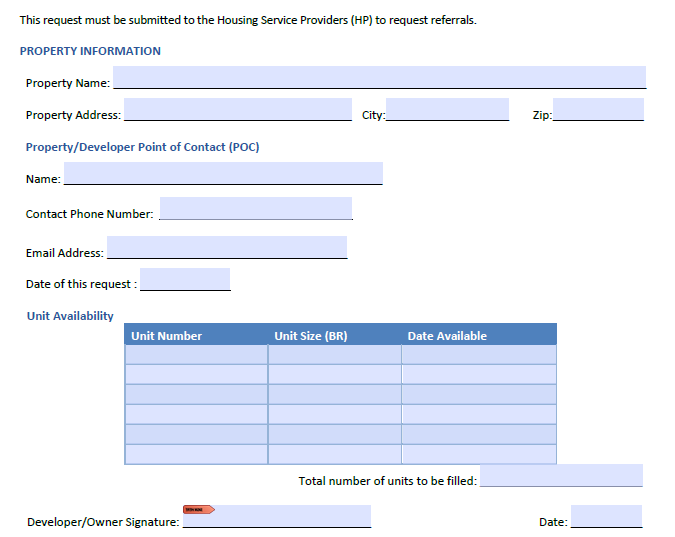 This request must be submitted to the Housing Service Providers (HP) to request referrals.
PROPERTY INFORMATION
Property Name:
Property Address: City: Zip:
Property/Developer Point of Contact (POC)
Name:
Contact Phone Number:
Email Address:
Date of this request :
Unit Availability
Unit Number Unit Size (BR) Date Available
Total number of units to be filled:
Developer/Owner Signature: Date: